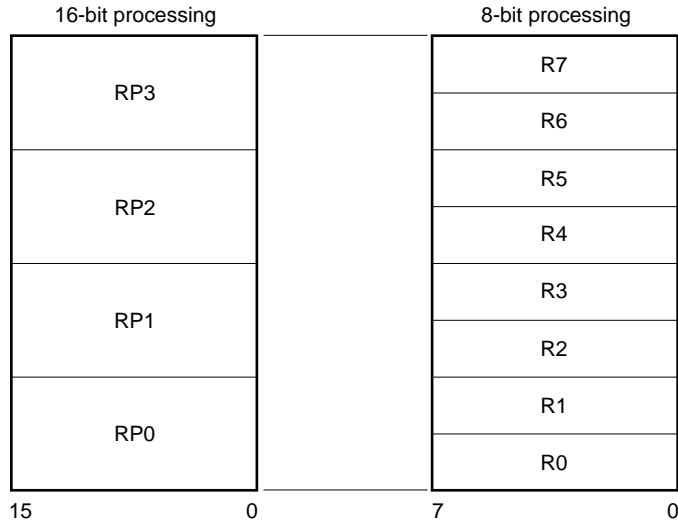 16-bit processing
8-bit processing
RP3
RP2
RP1
RP0
R7
R6
R5
R4
R3
R2
R1
R0
15 0 7 0